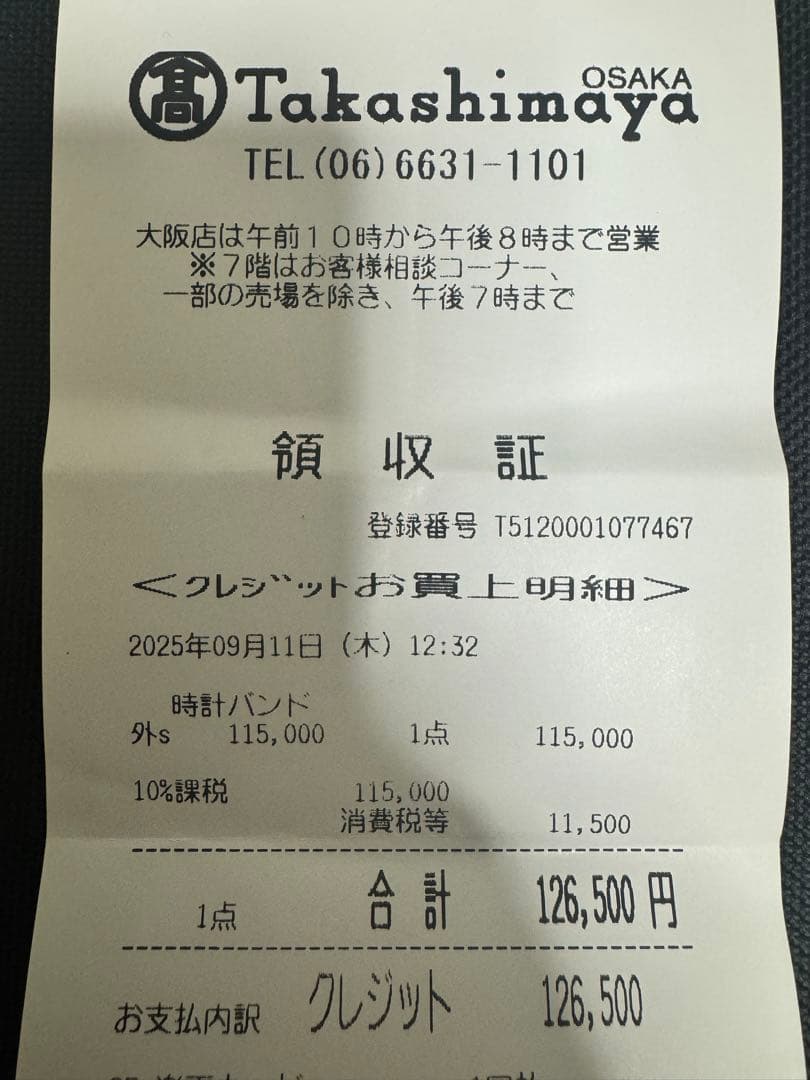 髙 Takashimaya OSAKA
TEL(06)6631-1101
大阪店は午前１０時から午後８時まで営業
※７階はお客様相談コーナー、
一部の売場を除き、午後７時まで
領収証
登録番号 T5120001077467
＜クレジットお買上明細＞
2025年09月11日（木）12:32
時計バンド
外s 115,000 1点 115,000
10%課税 115,000
消費税等 11,500
1点 合計 126,500円
お支払内訳 クレジット 126,500